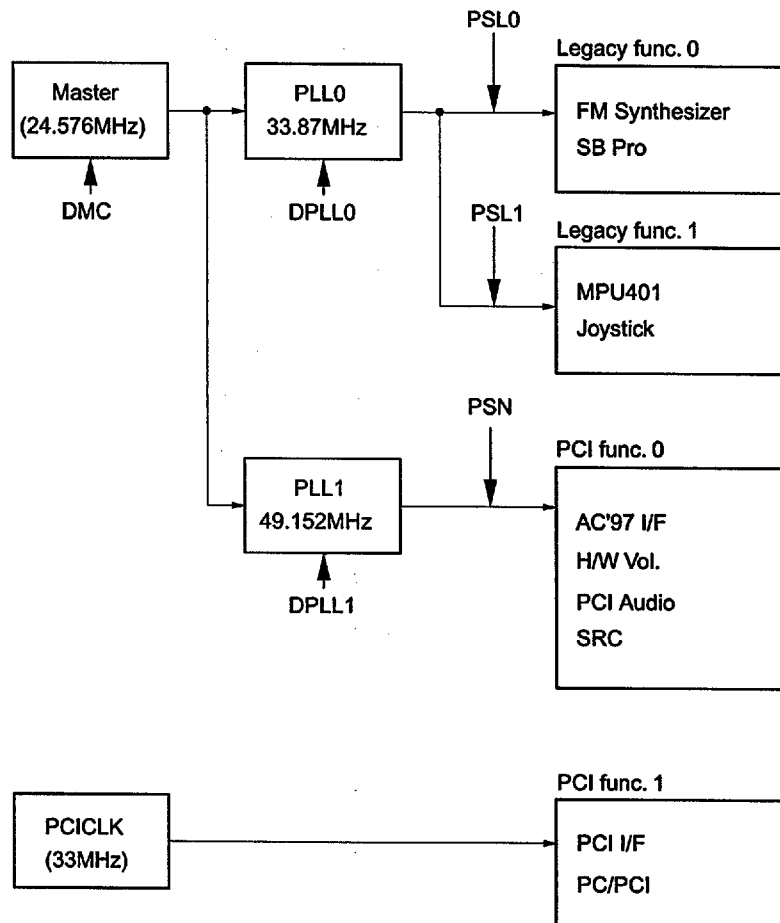 PSL0
Legacy func. 0
Master
(24.576MHz)
PLL0
33.87MHz
FM Synthesizer
SB Pro
DMC
DPLL0
PSL1
Legacy func. 1
MPU401
Joystick
PSN
PCI func. 0
PLL1
49.152MHz
AC'97 I/F
H/W Vol.
PCI Audio
SRC
DPLL1
PCI func. 1
PCICLK
(33MHz)
PCI I/F
PC/PCI